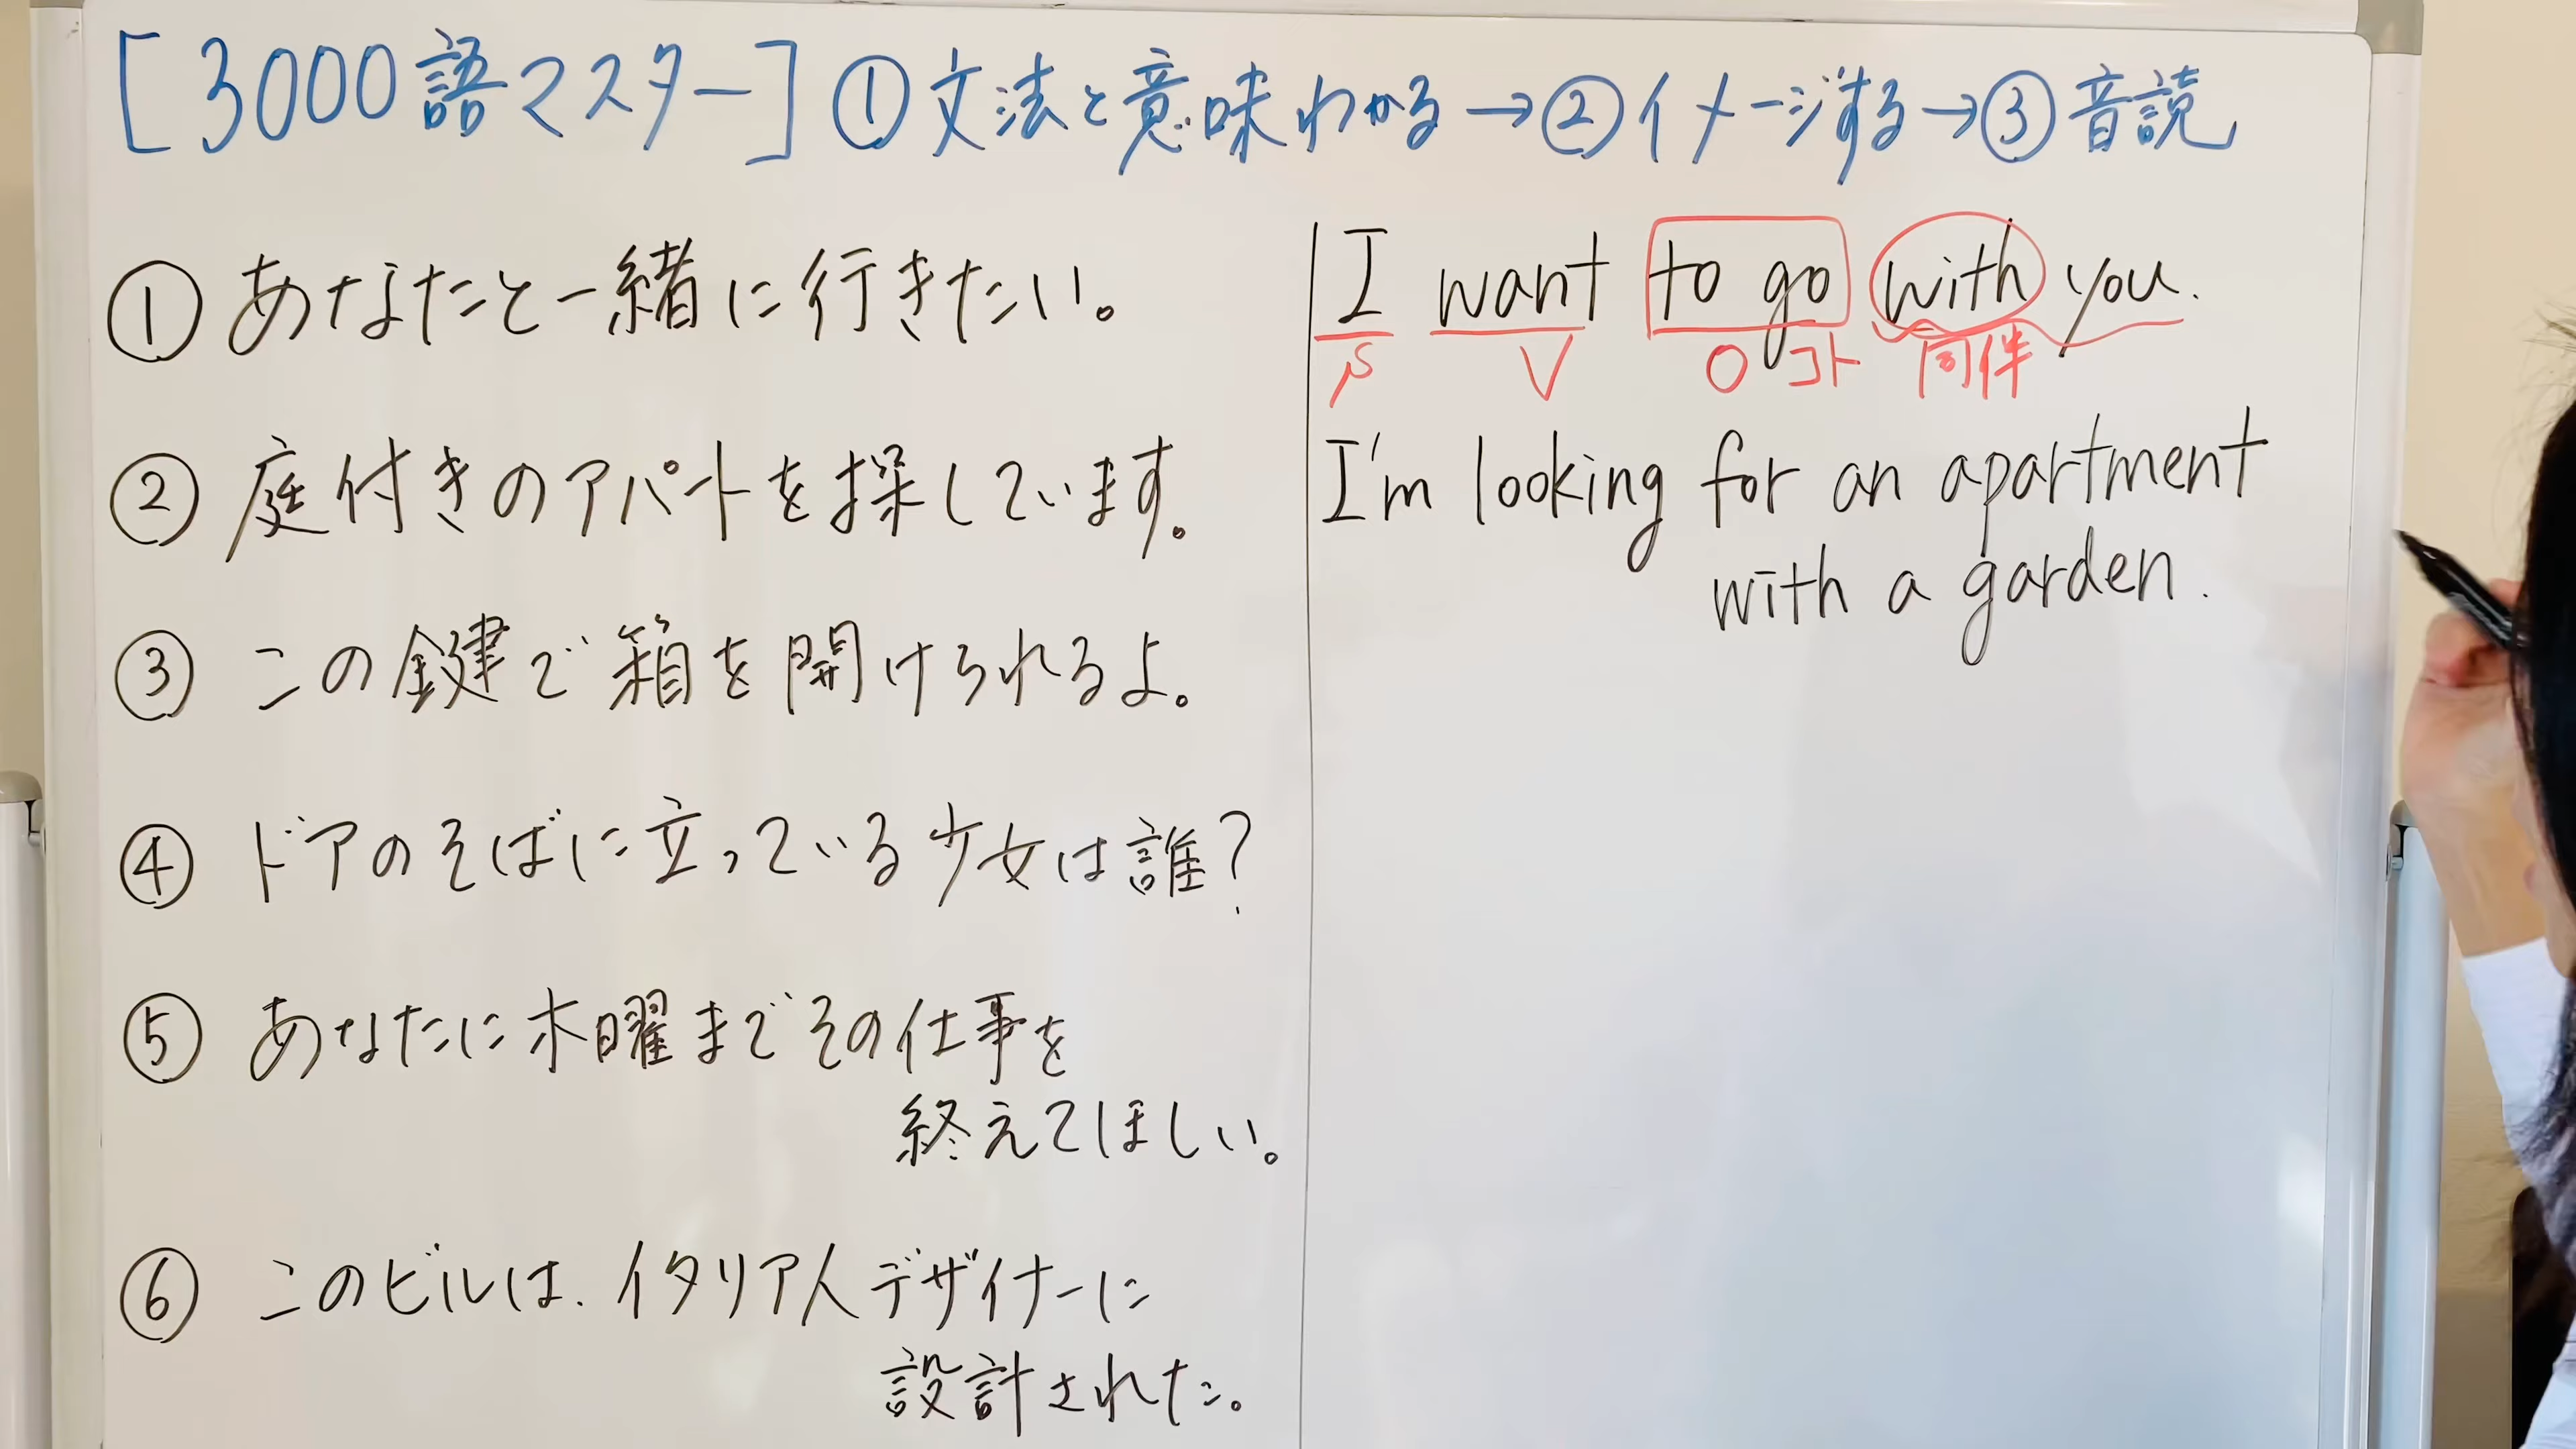 [3000語マスター] ①文法と意味わかる→②イメージする→③音読
① あなたと一緒に行きたい。
I want to go with you.
S V O コト 同伴
② 庭付きのアパートを探しています。
I'm looking for an apartment
with a garden.
③ この鍵で箱を開けられるよ。
④ ドアのそばに立っている少女は誰?
⑤ あなたに木曜までその仕事を
終えてほしい。
⑥ このビルは、イタリア人デザイナーに
設計された。